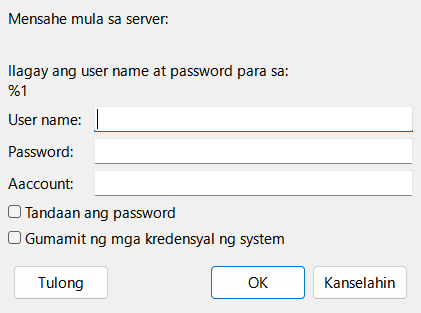 Mensahe mula sa server:
Ilagay ang user name at password para sa:
%1
User name:
Password:
Aaccount:
Tandaan ang password
Gumamit ng mga kredensyal ng system
Tulong OK Kanselahin